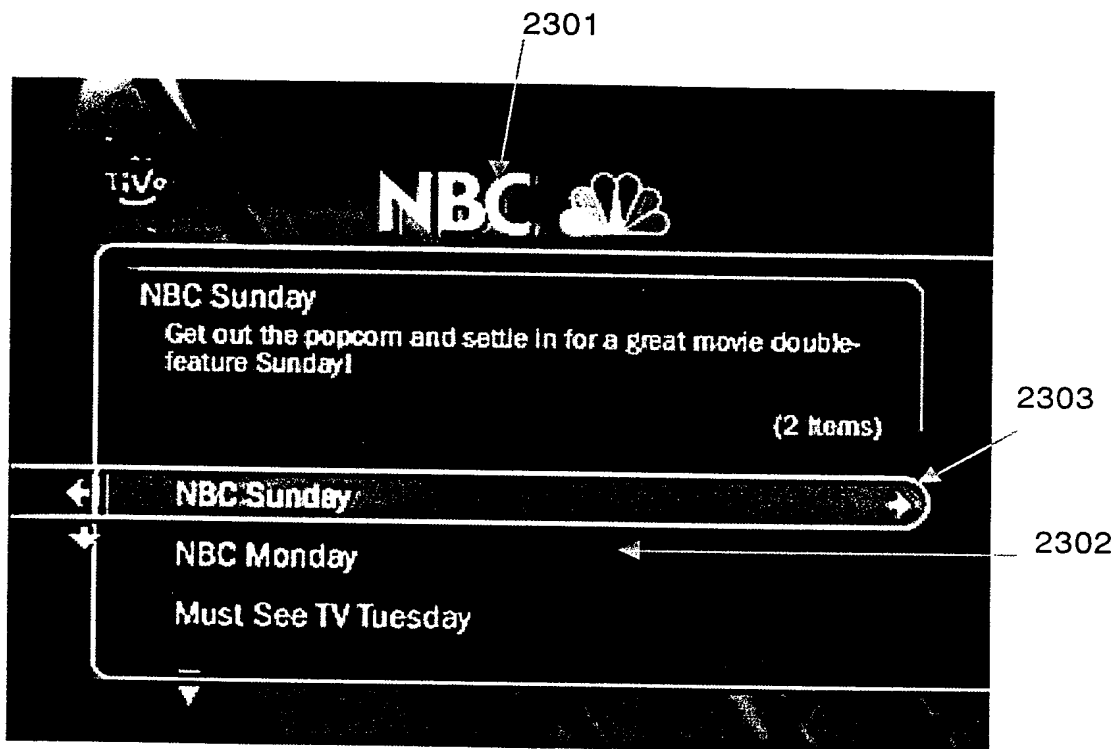 2301
TiVo
NBC
NBC Sunday
Get out the popcorn and settle in for a great movie double-
feature Sunday!
(2 items)
2303
NBC Sunday
2302
NBC Monday
Must See TV Tuesday